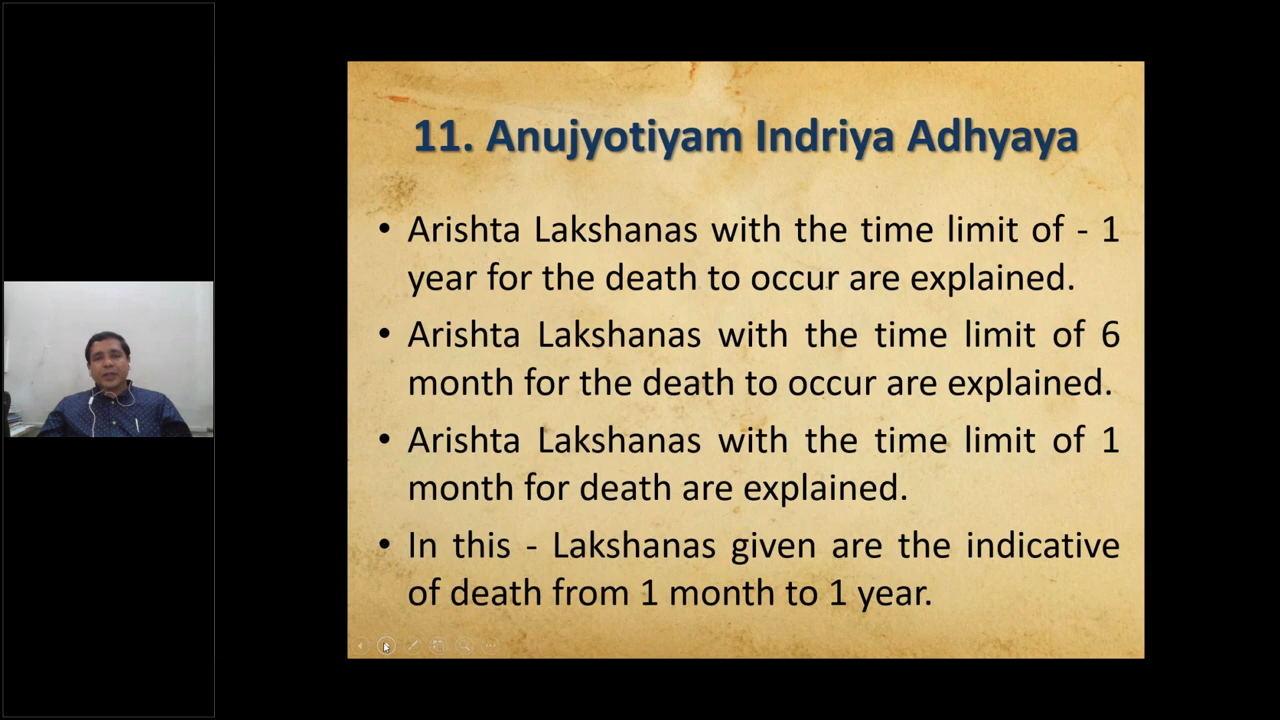 11. Anujyotiyam Indriya Adhyaya
• Arishta Lakshanas with the time limit of - 1
year for the death to occur are explained.
• Arishta Lakshanas with the time limit of 6
month for the death to occur are explained.
• Arishta Lakshanas with the time limit of 1
month for death are explained.
• In this - Lakshanas given are the indicative
of death from 1 month to 1 year.